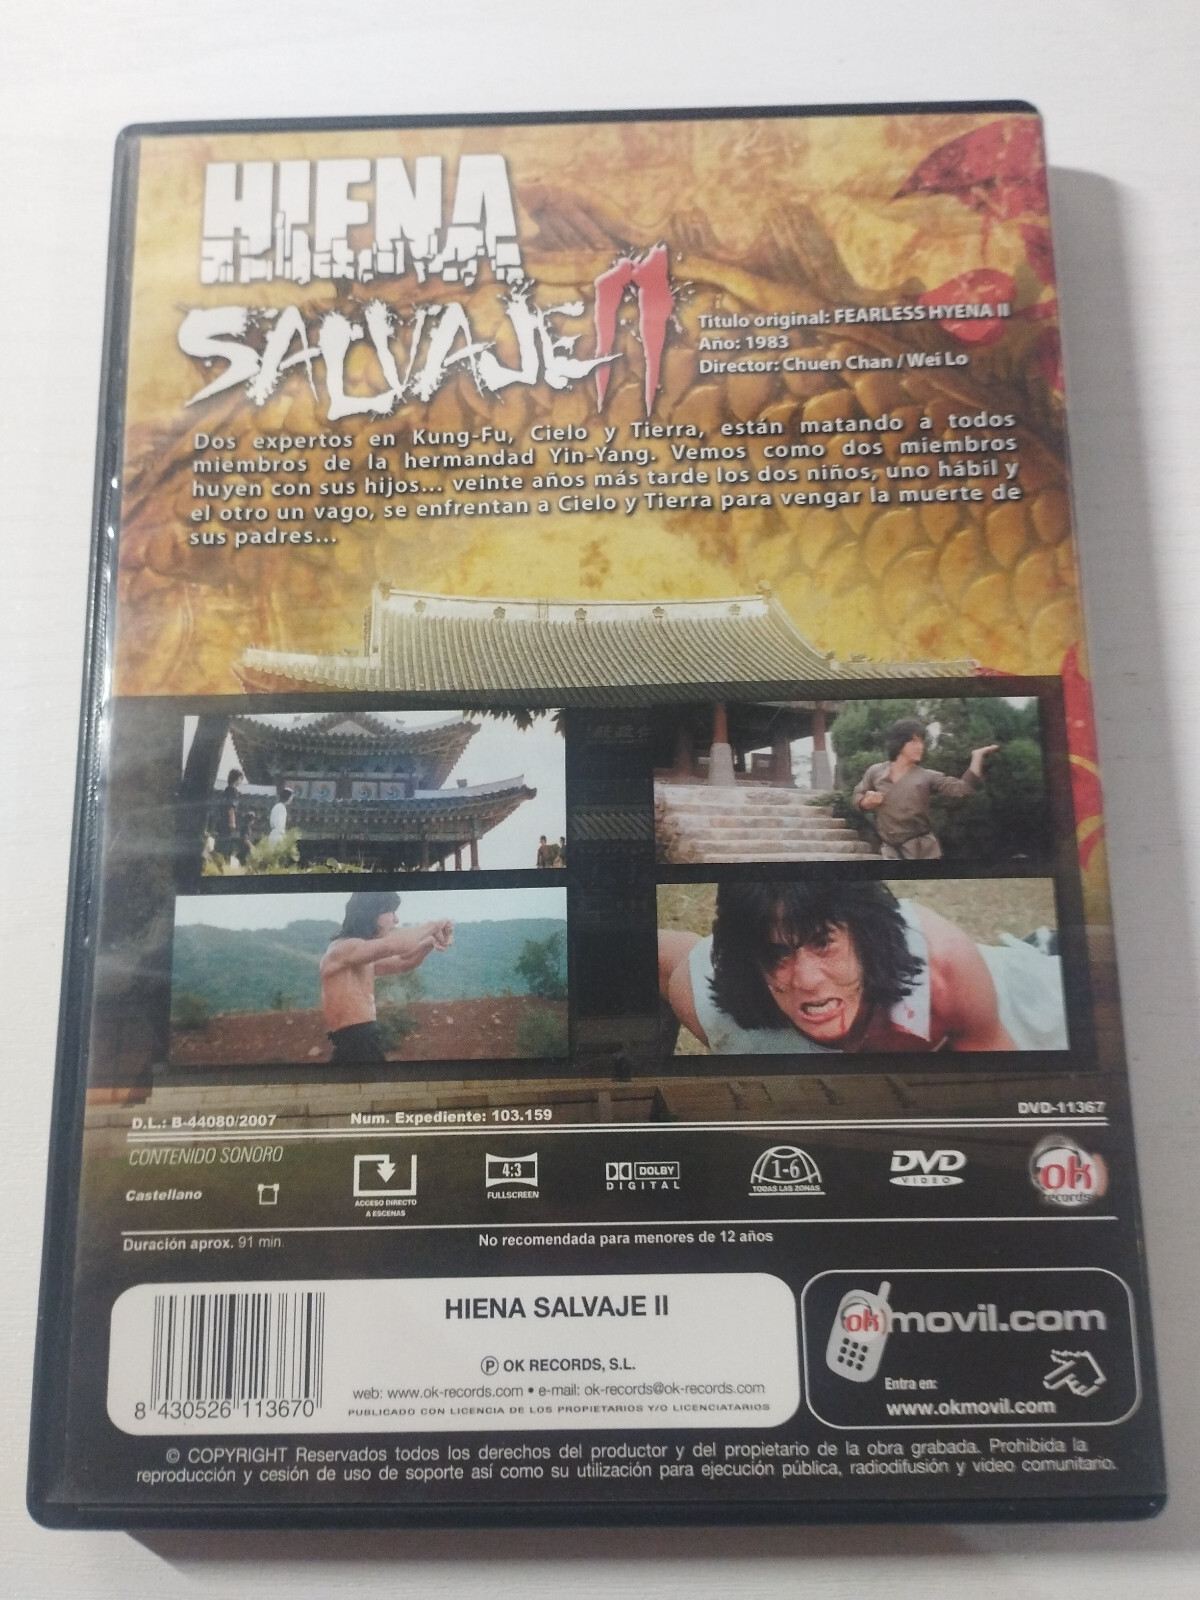 HIENA
SALVAJE II
Título original: FEARLESS HYENA II
Año: 1983
Director: Chuen Chan / Wei Lo
Dos expertos en Kung-Fu, Cielo y Tierra, están matando a todos
miembros de la hermandad Yin-Yang. Vemos como dos miembros
huyen con sus hijos... veinte años más tarde los dos niños, uno hábil y
el otro un vago, se enfrentan a Cielo y Tierra para vengar la muerte de
sus padres...
D.L.: B-44080/2007 Num. Expediente: 103.159 DVD-11367
CONTENIDO SONORO
Castellano
ACCESO DIRECTO
A ESCENAS
4:3
FULLSCREEN
DOLBY
DIGITAL
1-6
TODAS LAS ZONAS
DVD
VIDEO
ok
records
Duración aprox. 91 min. No recomendada para menores de 12 años
HIENA SALVAJE II
Ⓟ OK RECORDS, S.L.
web: www.ok-records.com • e-mail: ok-records@ok-records.com
PUBLICADO CON LICENCIA DE LOS PROPIETARIOS Y/O LICENCIATARIOS
8 430526 113670
okmovil.com
Entra en:
www.okmovil.com
© COPYRIGHT Reservados todos los derechos del productor y del propietario de la obra grabada. Prohibida la
reproducción y cesión de uso de soporte así como su utilización para ejecución pública, radiodifusión y video comunitario.